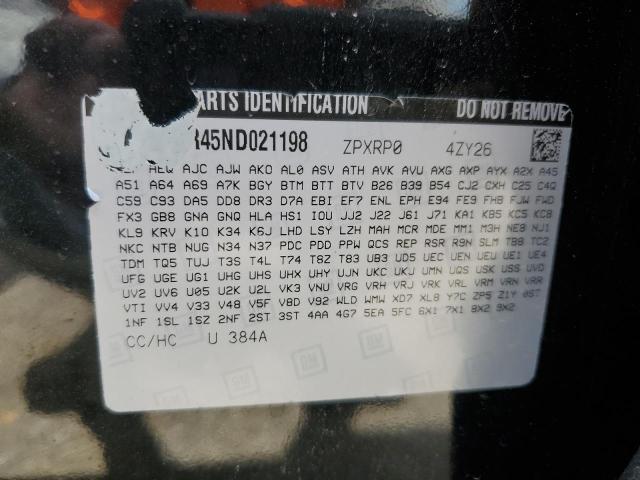 ARTS IDENTIFICATION DO NOT REMOVE
R45ND021198 ZPXRP0 4ZY26
AEQ AJC AJW AKO AL0 ASV ATH AVK AVU AXG AXP AYX A2X A45
A51 A64 A69 A7K BGY BTM BTT BTV B26 B39 B54 CJ2 CXH C25 C4Q
C59 C93 DA5 DD8 DR3 D7A EBI EF7 ENL EPH E94 FE9 FHB FJW FWD
FX3 GB8 GNA GNQ HLA HS1 IOU JJ2 J22 J61 J71 KA1 KB5 KC5 KC8
KL9 KRV K10 K34 K6J LHD LSY LZH MAH MCR MDE MM1 M3H NE8 NJ1
NKC NTB NUG N34 N37 PDC PDD PPW QCS REP RSR R9N SLM TB8 TC2
TDM TQ5 TUJ T3S T4L T74 T8Z T83 UB3 UD5 UEC UEN UEU UE1 UE4
UFG UGE UG1 UHG UHS UHX UHY UJN UKC UKJ UMN UQS USK USS UVD
UV2 UV6 U05 U2K U2L VK3 VNU VRG VRH VRJ VRK VRL VRM VRN VRR
VTI VV4 V33 V48 V5F V8D V92 WLD WMW XD7 XL8 Y7C ZP5 Z1Y 0ST
1NF 1SL 1SZ 2NF 2ST 3ST 4AA 4G7 5EA 5FC 6X1 7X1 8X2 9X2
CC/HC U 384A